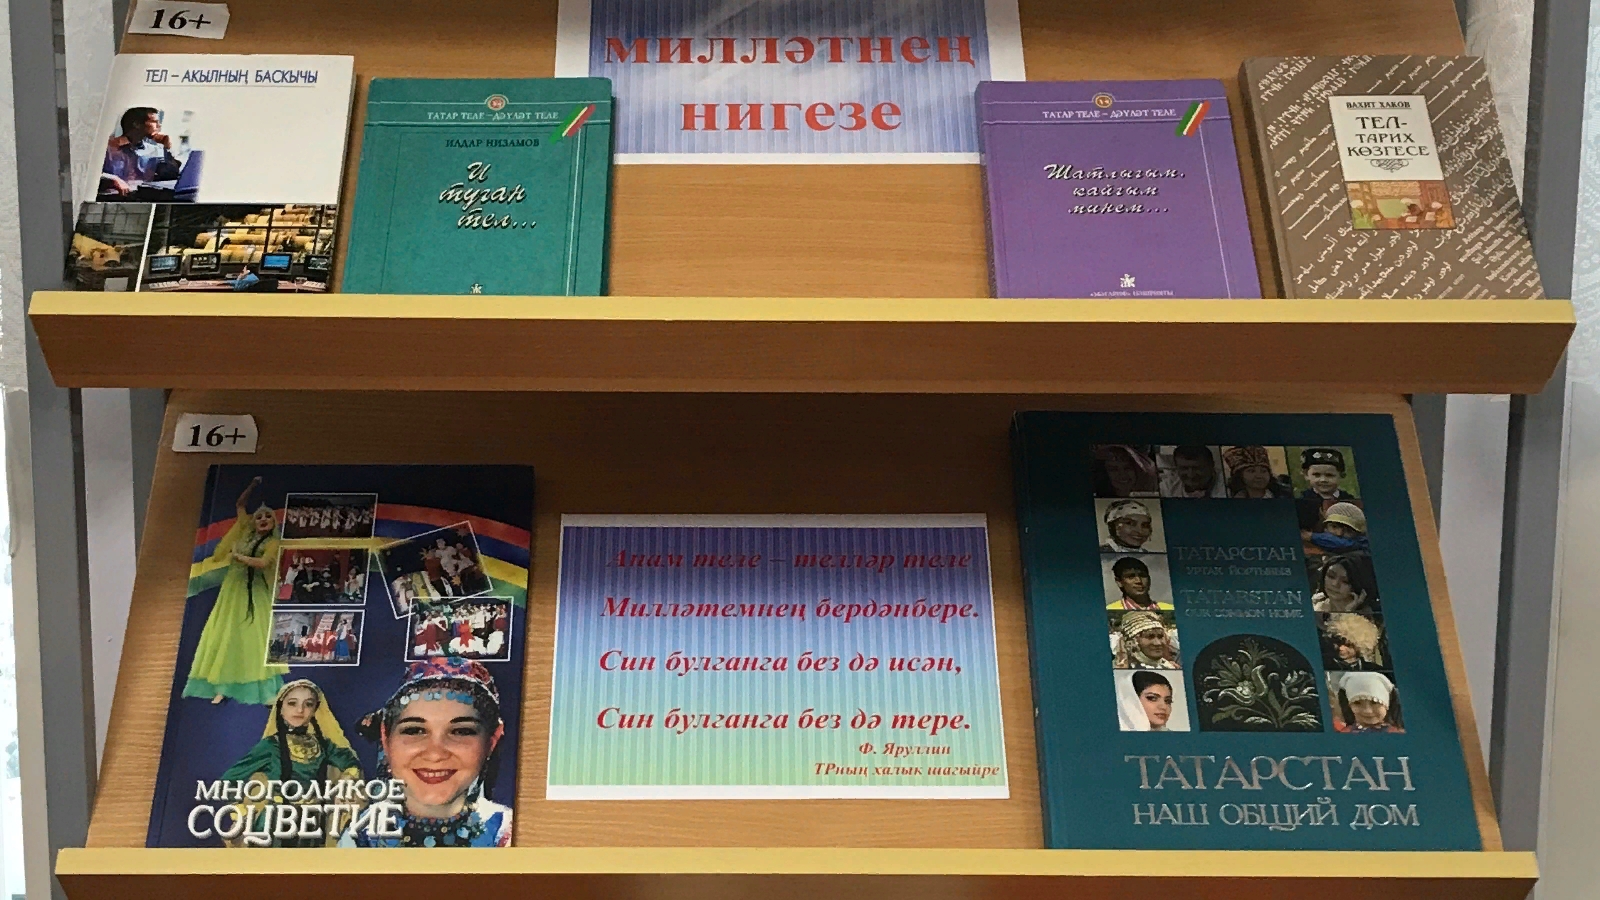 16+
милләтнең
нигезе
ТЕЛ – АКЫЛНЫҢ БАСКЫЧЫ
ТАТАР ТЕЛЕ – ДӘҮЛӘТ ТЕЛЕ
ИЛДАР НИЗАМОВ
И
туган
тел...
ТАТАР ТЕЛЕ – ДӘҮЛӘТ ТЕЛЕ
Шатлыгым,
кайгым
минем...
ВАХИТ ХАКОВ
ТЕЛ-
ТАРИХ
КӨЗГЕСЕ
16+
МНОГОЛИКОЕ
СОЦВЕТИЕ
Анам теле – телләр теле
Милләтемнең бердәнбере.
Син булганга без дә исән,
Син булганга без дә тере.
Ф. Яруллин
ТРның халык шагыйре
ТАТАРСТАН
УРТАК ЙОРТЫБЫЗ
TATARSTAN
OUR COMMON HOME
ТАТАРСТАН
НАШ ОБЩИЙ ДОМ